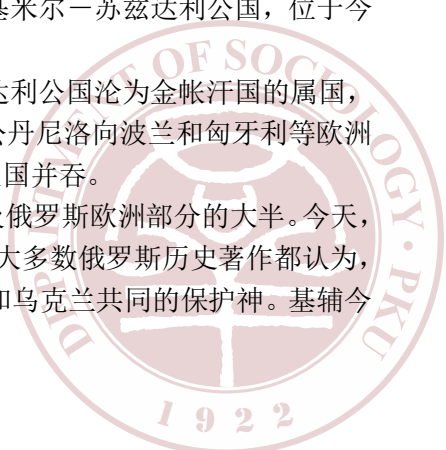 基米尔－苏兹达利公国，位于今
达利公国沦为金帐汗国的属国，
公丹尼洛向波兰和匈牙利等欧洲
国并吞。
及俄罗斯欧洲部分的大半。今天，
大多数俄罗斯历史著作都认为，
和乌克兰共同的保护神。基辅今
DEPARTMENT OF SOCIOLOGY · PKU
1922